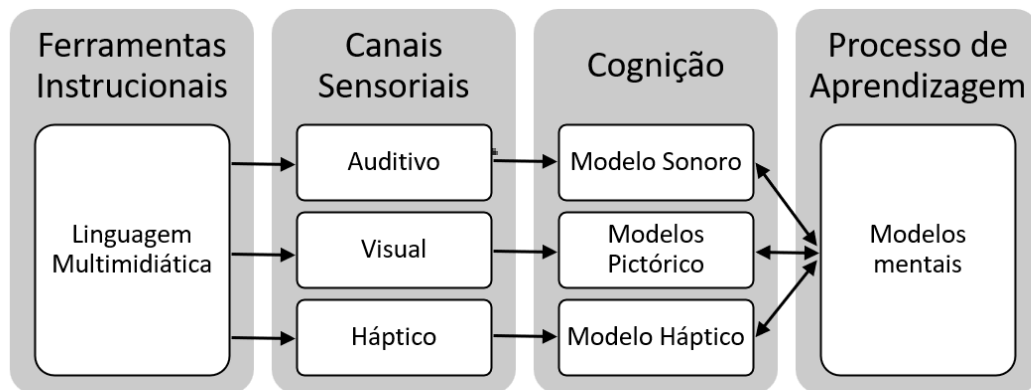 Ferramentas
Instrucionais
Canais
Sensoriais
Cognição
Processo de
Aprendizagem
Linguagem
Multimidiática
Auditivo
Visual
Háptico
Modelo Sonoro
Modelos
Pictórico
Modelo Háptico
Modelos
mentais